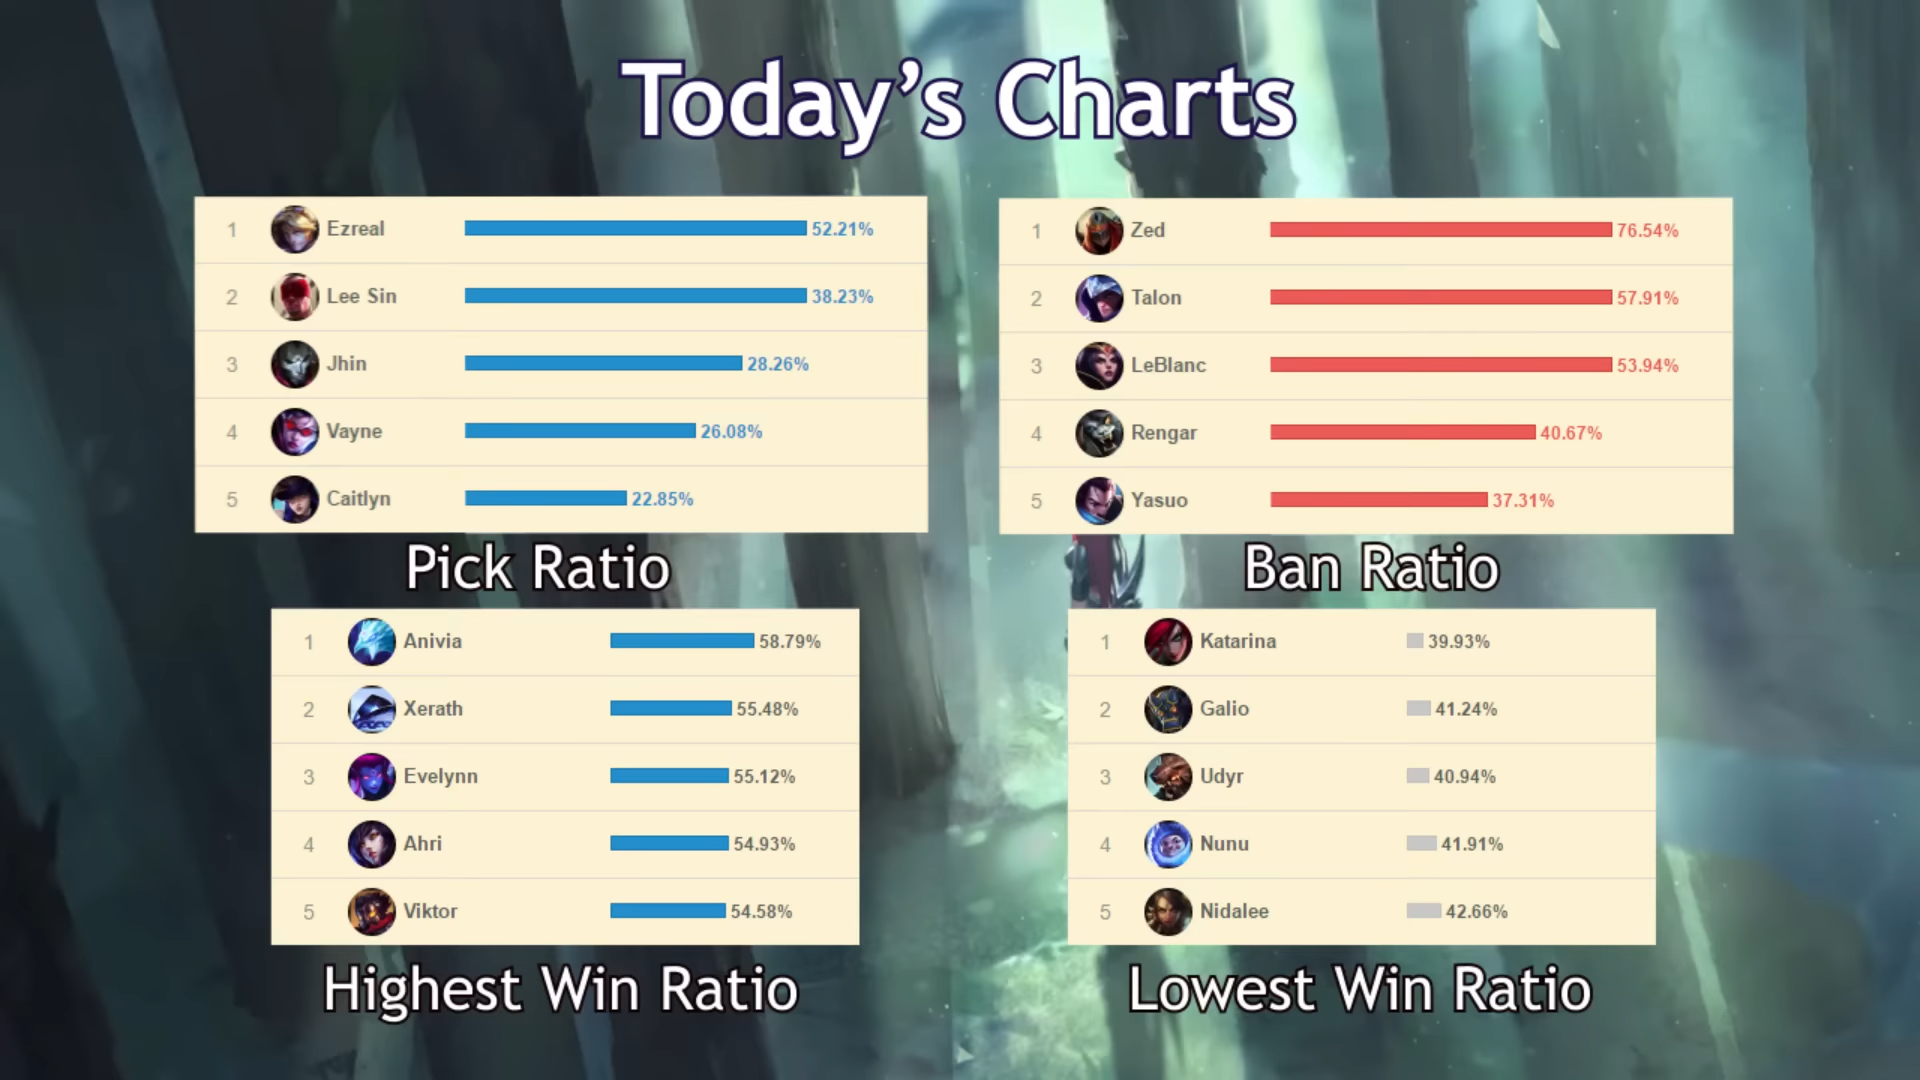 Today's Charts
1 Ezreal 52.21%
2 Lee Sin 38.23%
3 Jhin 28.26%
4 Vayne 26.08%
5 Caitlyn 22.85%
Pick Ratio
1 Zed 76.54%
2 Talon 57.91%
3 LeBlanc 53.94%
4 Rengar 40.67%
5 Yasuo 37.31%
Ban Ratio
1 Anivia 58.79%
2 Xerath 55.48%
3 Evelynn 55.12%
4 Ahri 54.93%
5 Viktor 54.58%
Highest Win Ratio
1 Katarina 39.93%
2 Galio 41.24%
3 Udyr 40.94%
4 Nunu 41.91%
5 Nidalee 42.66%
Lowest Win Ratio